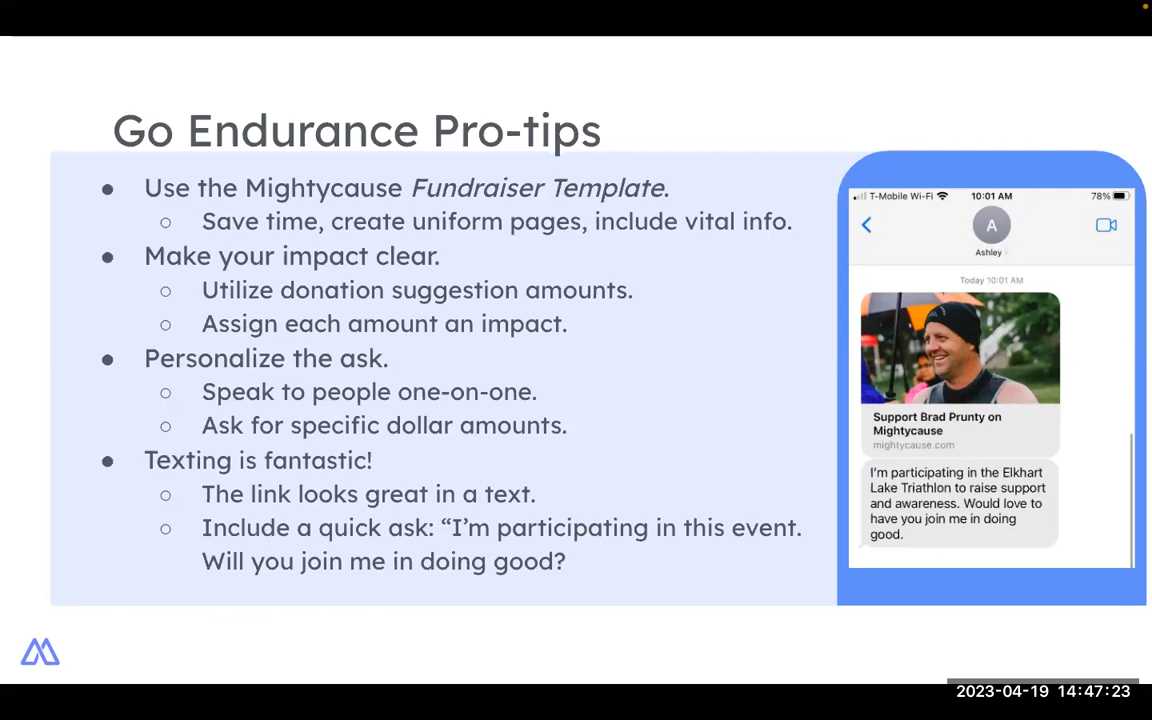 Go Endurance Pro-tips
● Use the Mightycause Fundraiser Template.
○ Save time, create uniform pages, include vital info.
● Make your impact clear.
○ Utilize donation suggestion amounts.
○ Assign each amount an impact.
● Personalize the ask.
○ Speak to people one-on-one.
○ Ask for specific dollar amounts.
● Texting is fantastic!
○ The link looks great in a text.
○ Include a quick ask: “I’m participating in this event.
Will you join me in doing good?
T-Mobile Wi-Fi 10:01 AM 78%
A
Ashley
Today 10:01 AM
Support Brad Prunty on
Mightycause
mightycause.com
I’m participating in the Elkhart
Lake Triathlon to raise support
and awareness. Would love to
have you join me in doing
good.
2023-04-19 14:47:23